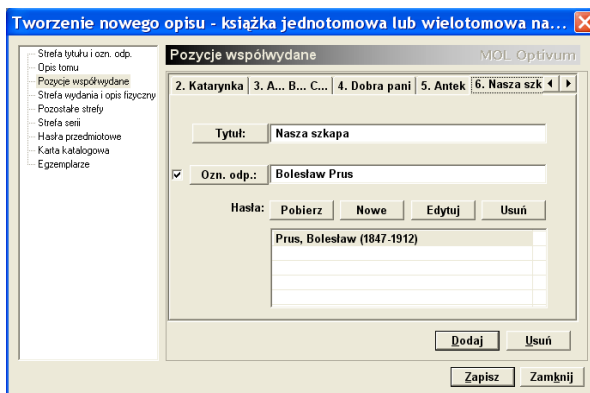 Tworzenie nowego opisu - książka jednotomowa lub wielotomowa na...
Strefa tytułu i ozn. odp.
Opis tomu
Pozycje współwydane
Strefa wydania i opis fizyczny
Pozostałe strefy
Strefa serii
Hasła przedmiotowe
Karta katalogowa
Egzemplarze
Pozycje współwydane MOL Optivum
2. Katarynka 3. A... B... C... 4. Dobra pani 5. Antek 6. Nasza szk
Tytuł: Nasza szkapa
Ozn. odp.: Bolesław Prus
Hasła: Pobierz Nowe Edytuj Usuń
Prus, Bolesław (1847-1912)
Dodaj Usuń
Zapisz Zamknij